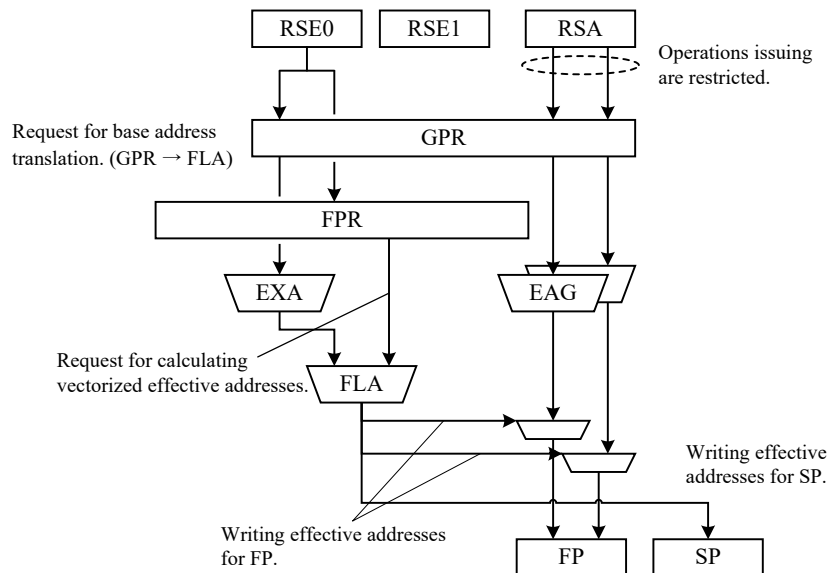 RSE0
RSE1
RSA
Operations issuing
are restricted.
Request for base address
translation. (GPR → FLA)
GPR
FPR
EXA
EAG
Request for calculating
vectorized effective addresses.
FLA
Writing effective
addresses for SP.
Writing effective addresses
for FP.
FP
SP